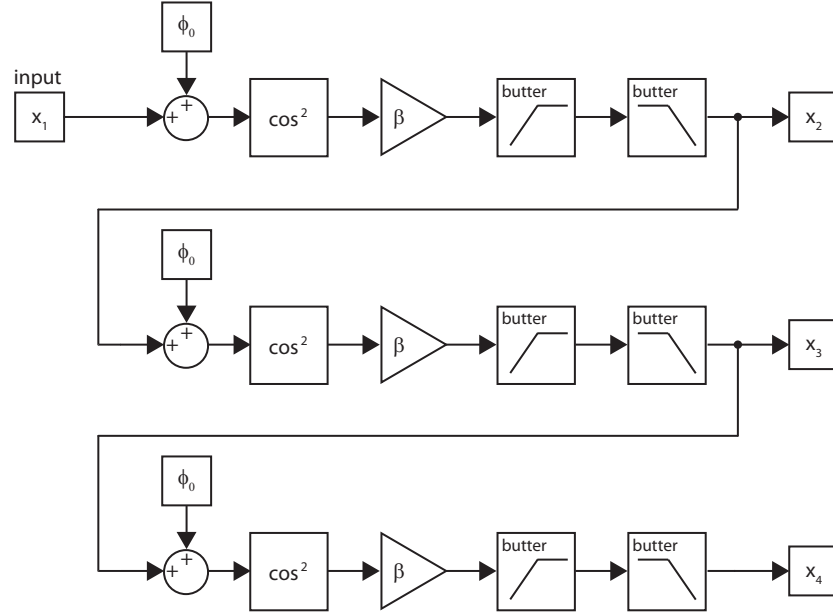 ϕ₀
input
x₁
+
+
cos²
β
butter
butter
x₂
ϕ₀
+
+
cos²
β
butter
butter
x₃
ϕ₀
+
+
cos²
β
butter
butter
x₄